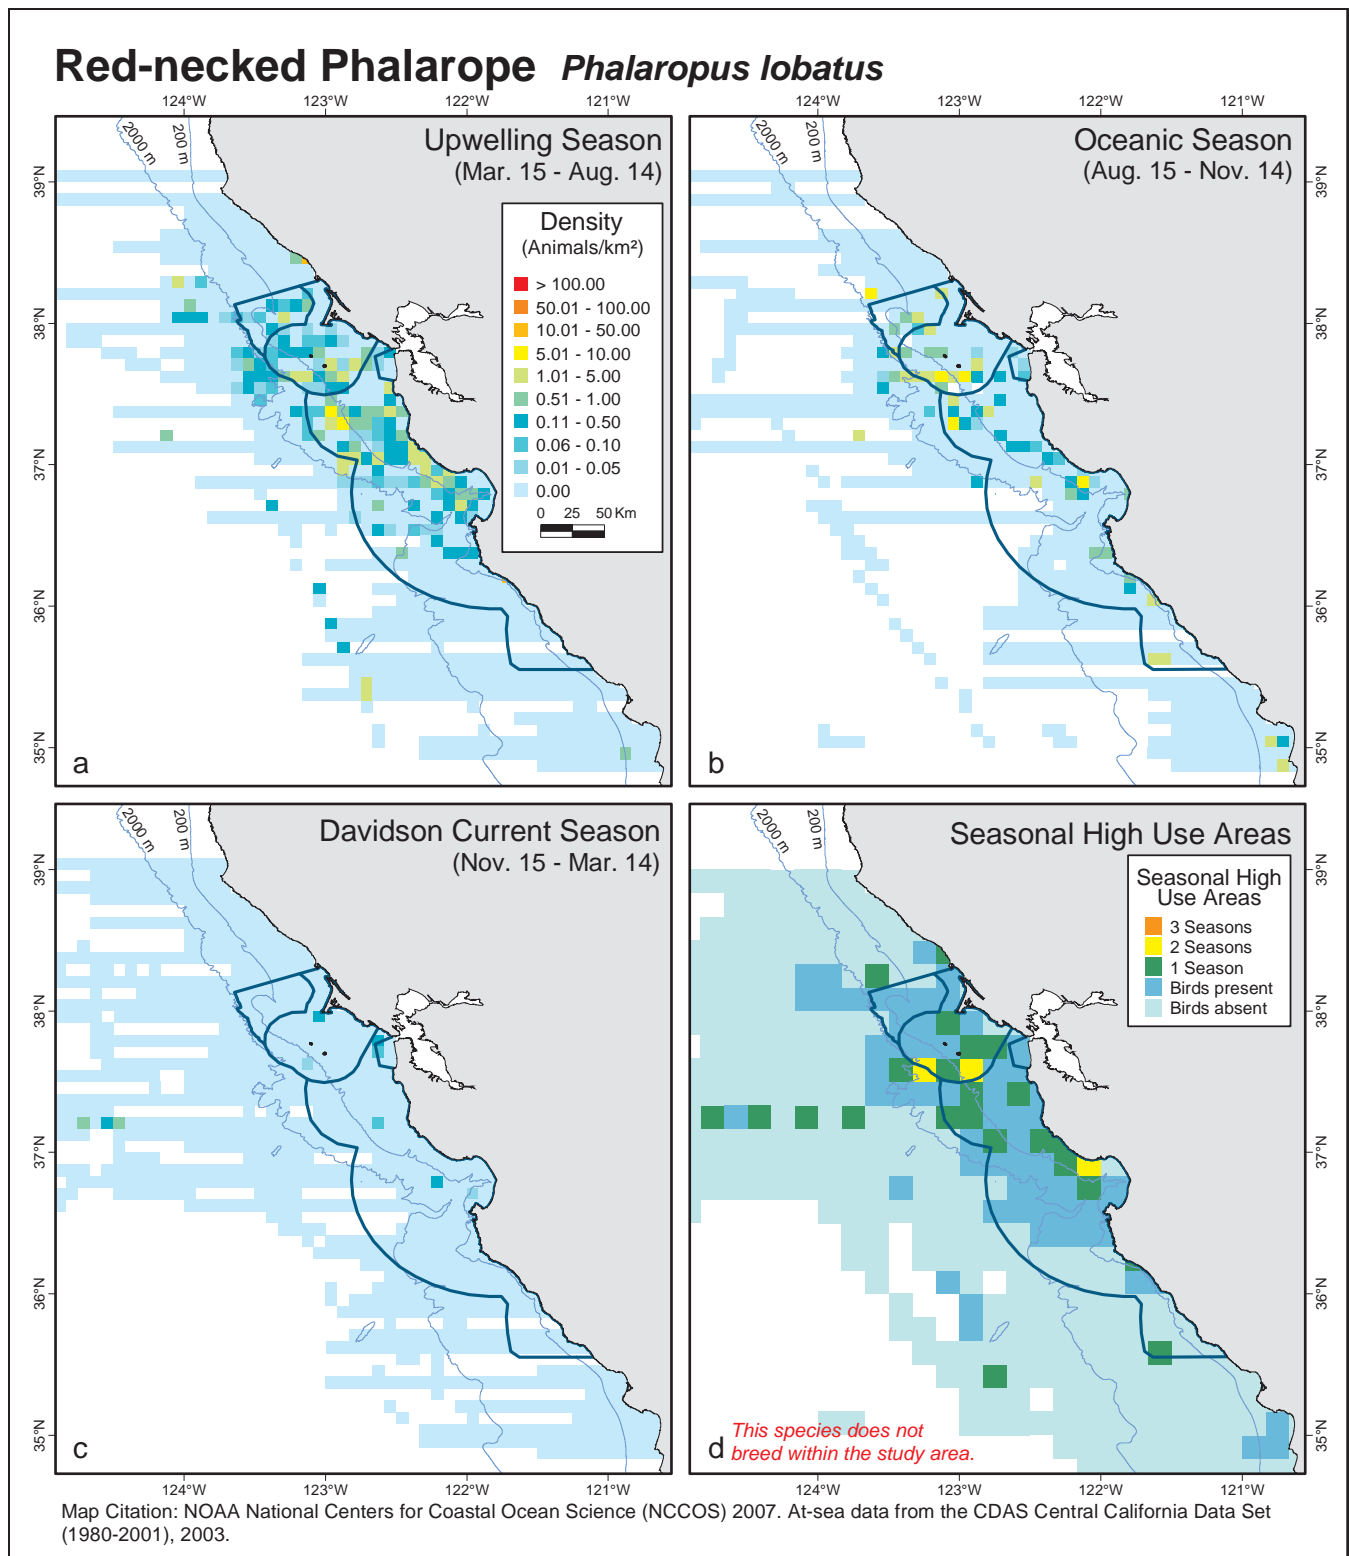 Red-necked Phalarope Phalaropus lobatus
124°W 123°W 122°W 121°W 124°W 123°W 122°W 121°W
2000 m
200 m
Upwelling Season
(Mar. 15 - Aug. 14)
39°N
38°N
37°N
36°N
35°N
Density
(Animals/km²)
> 100.00
50.01 - 100.00
10.01 - 50.00
5.01 - 10.00
1.01 - 5.00
0.51 - 1.00
0.11 - 0.50
0.06 - 0.10
0.01 - 0.05
0.00
0 25 50 Km
a
2000 m
200 m
Oceanic Season
(Aug. 15 - Nov. 14)
39°N
38°N
37°N
36°N
35°N
b
2000 m
200 m
Davidson Current Season
(Nov. 15 - Mar. 14)
39°N
38°N
37°N
36°N
35°N
c
2000 m
200 m
Seasonal High Use Areas
Seasonal High
Use Areas
3 Seasons
2 Seasons
1 Season
Birds present
Birds absent
39°N
38°N
37°N
36°N
35°N
d
This species does not
breed within the study area.
124°W 123°W 122°W 121°W 124°W 123°W 122°W 121°W
Map Citation: NOAA National Centers for Coastal Ocean Science (NCCOS) 2007. At-sea data from the CDAS Central California Data Set
(1980-2001), 2003.